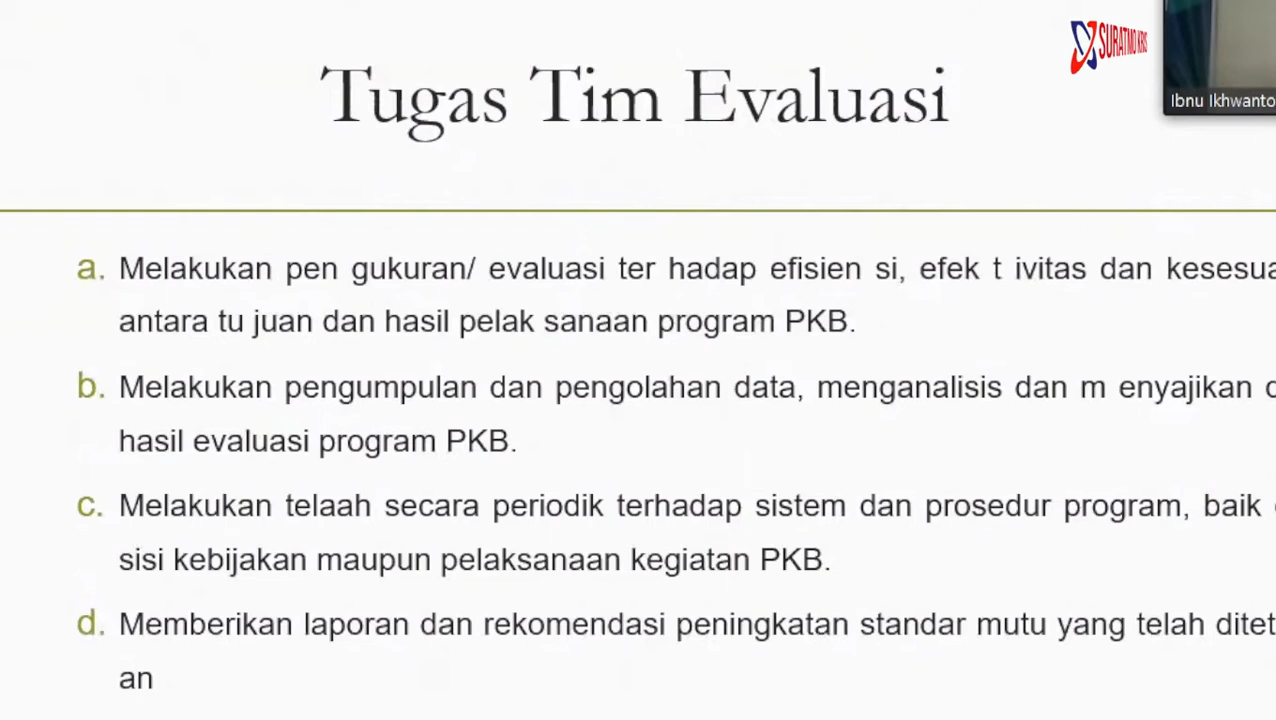 SURATMO KRIS
Tugas Tim Evaluasi
Ibnu Ikhwanto
a. Melakukan pen gukuran/ evaluasi ter hadap efisien si, efek t ivitas dan
antara tu juan dan hasil pelak sanaan program PKB.
b. Melakukan pengumpulan dan pengolahan data, menganalisis dan m enyajikan
hasil evaluasi program PKB.
c. Melakukan telaah secara periodik terhadap sistem dan prosedur program, baik
sisi kebijakan maupun pelaksanaan kegiatan PKB.
d. Memberikan laporan dan rekomendasi peningkatan standar mutu yang telah
an